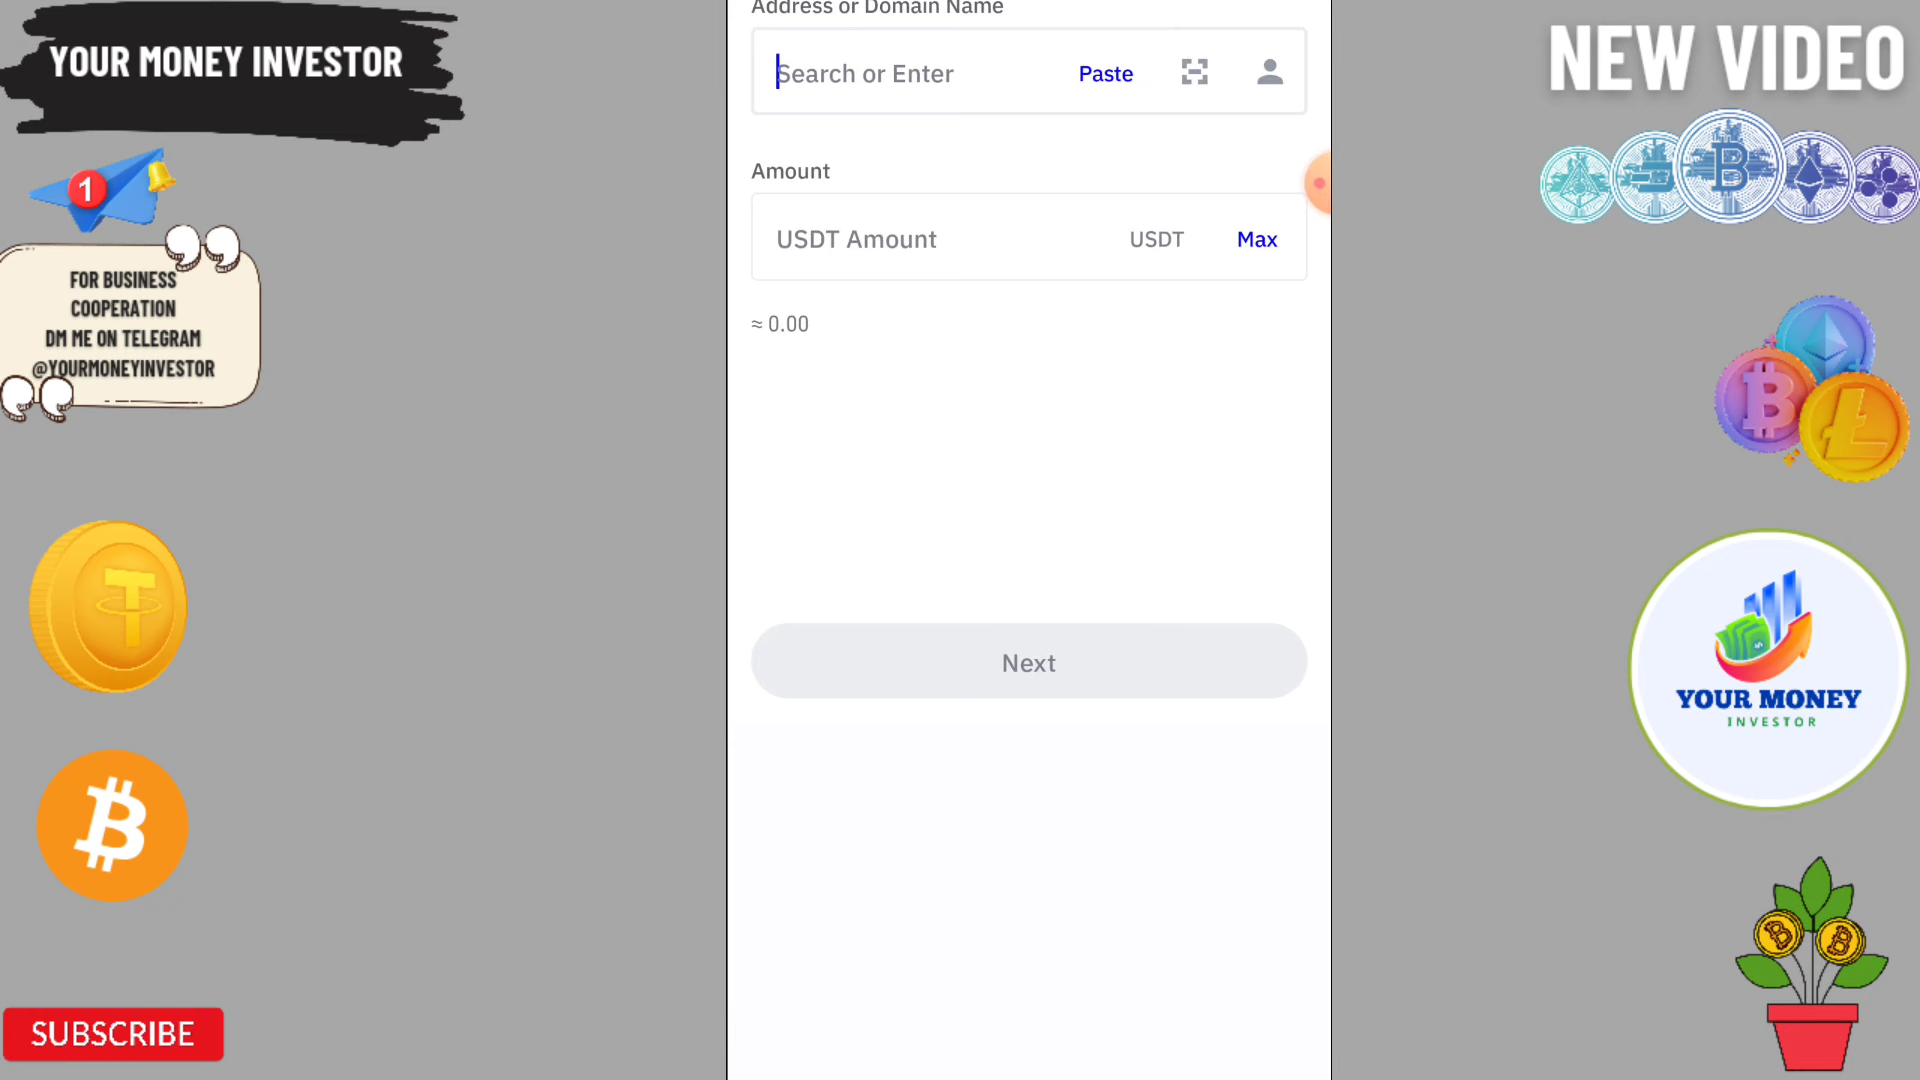 YOUR MONEY INVESTOR
1
FOR BUSINESS
COOPERATION
DM ME ON TELEGRAM
@YOURMONEYINVESTOR
SUBSCRIBE
Address or Domain Name
Search or Enter
Paste
Amount
USDT Amount
USDT
Max
≈ 0.00
Next
NEW VIDEO
YOUR MONEY
INVESTOR